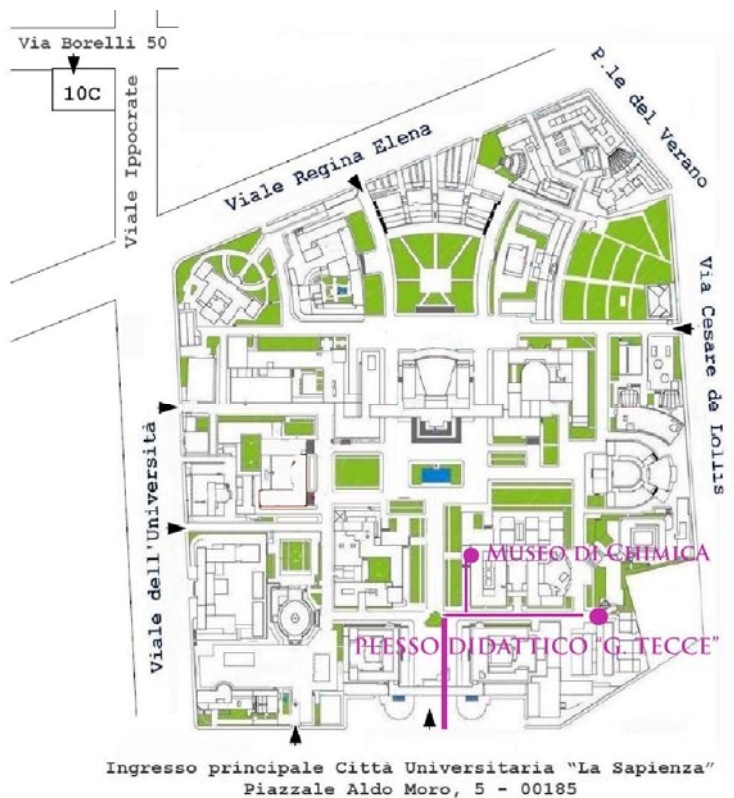 Via Borelli 50
10C
Viale Ippocrate
Viale Regina Elena
P.le del Verano
Via Cesare de Lollis
Viale dell'Università
MUSEO DI CHIMICA
PLESSO DIDATTICO "G. TECCE"
Ingresso principale Città Universitaria "La Sapienza"
Piazzale Aldo Moro, 5 - 00185